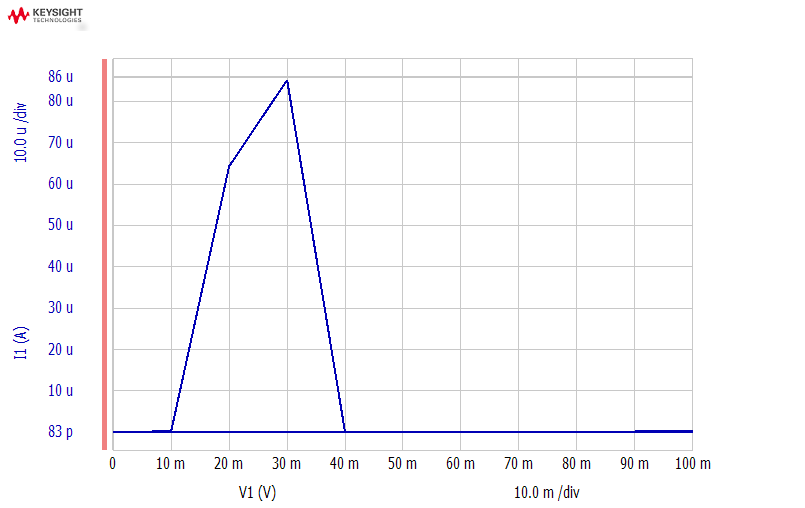 KEYSIGHT
TECHNOLOGIES
86 u
80 u
70 u
60 u
50 u
40 u
30 u
20 u
10 u
83 p
10.0 u /div
I1 (A)
0 10 m 20 m 30 m 40 m 50 m 60 m 70 m 80 m 90 m 100 m
V1 (V) 10.0 m /div